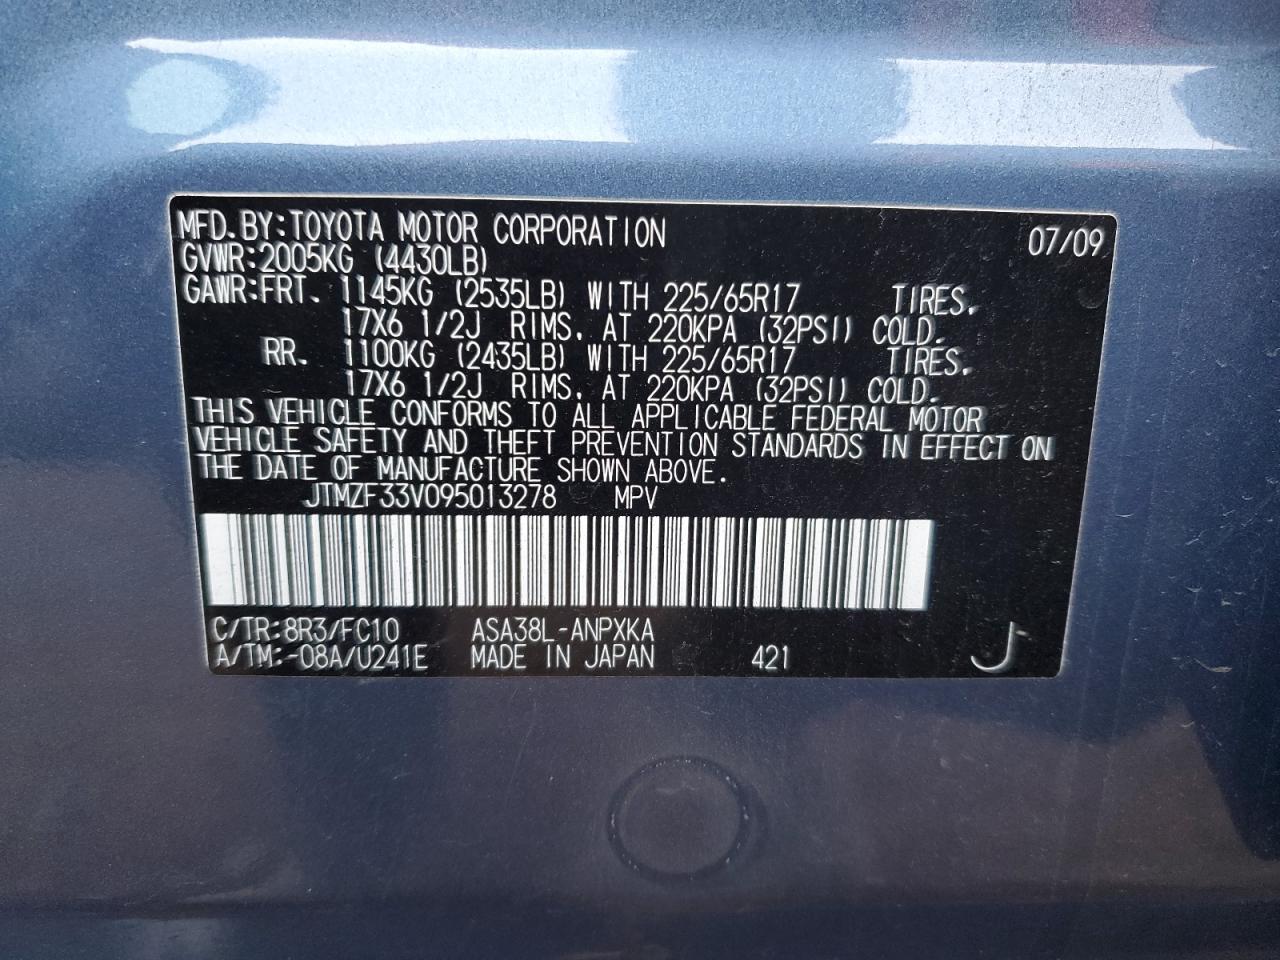 MFD.BY:TOYOTA MOTOR CORPORATION 07/09
GVWR:2005KG (4430LB)
GAWR:FRT. 1145KG (2535LB) WITH 225/65R17 TIRES.
17X6 1/2J RIMS, AT 220KPA (32PSI) COLD.
RR. 1100KG (2435LB) WITH 225/65R17 TIRES,
17X6 1/2J RIMS, AT 220KPA (32PSI) COLD.
THIS VEHICLE CONFORMS TO ALL APPLICABLE FEDERAL MOTOR
VEHICLE SAFETY AND THEFT PREVENTION STANDARDS IN EFFECT ON
THE DATE OF MANUFACTURE SHOWN ABOVE.
JTMZF33V095013278 MPV
C/TR:8R3/FC10 ASA38L-ANPXKA
A/TM:-08A/U241E MADE IN JAPAN 421 J